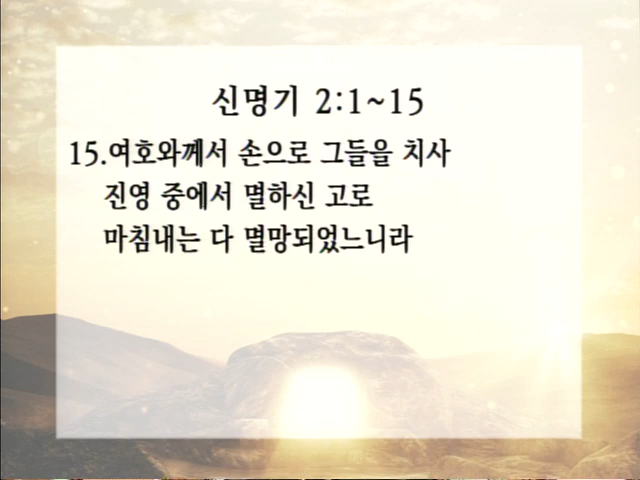 신명기 2:1~15
15.여호와께서 손으로 그들을 치사
진영 중에서 멸하신 고로
마침내는 다 멸망되었느니라